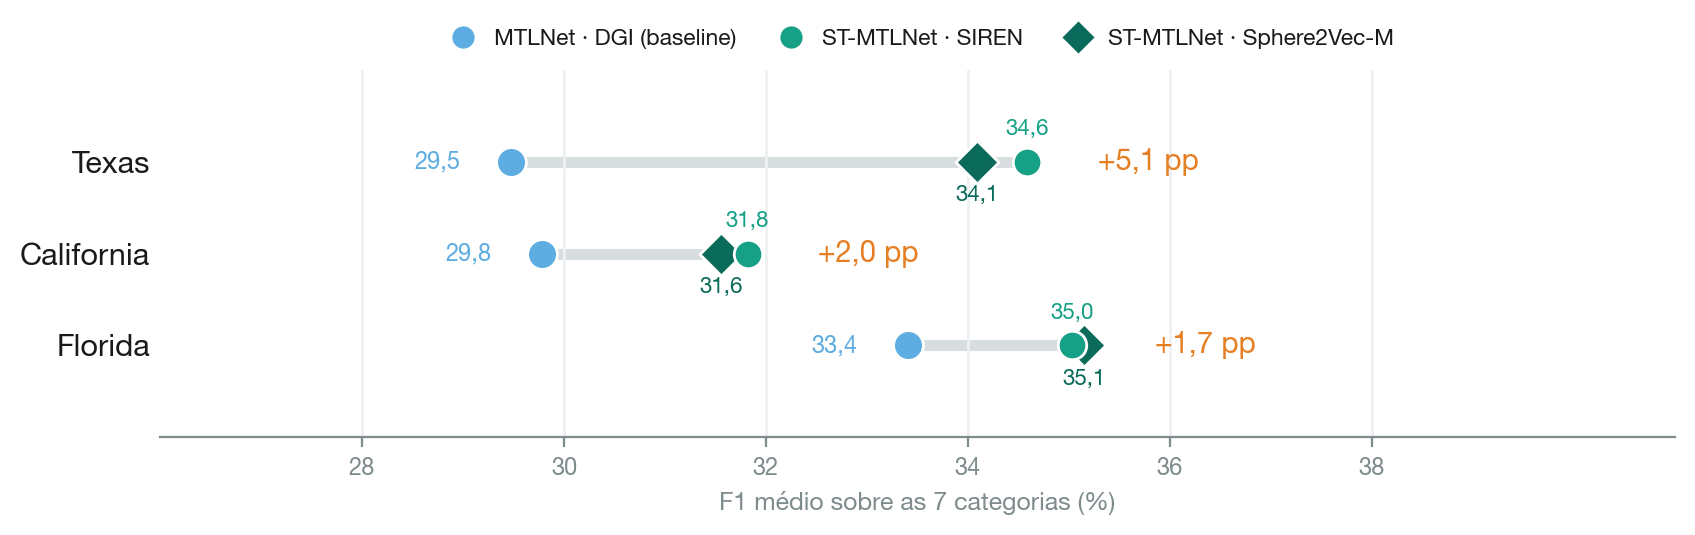 MTLNet · DGI (baseline) ST-MTLNet · SIREN ST-MTLNet · Sphere2Vec-M
34,6
Texas 29,5 +5,1 pp
34,1
31,8
California 29,8 +2,0 pp
31,6
35,0
Florida 33,4 +1,7 pp
35,1
28 30 32 34 36 38
F1 médio sobre as 7 categorias (%)